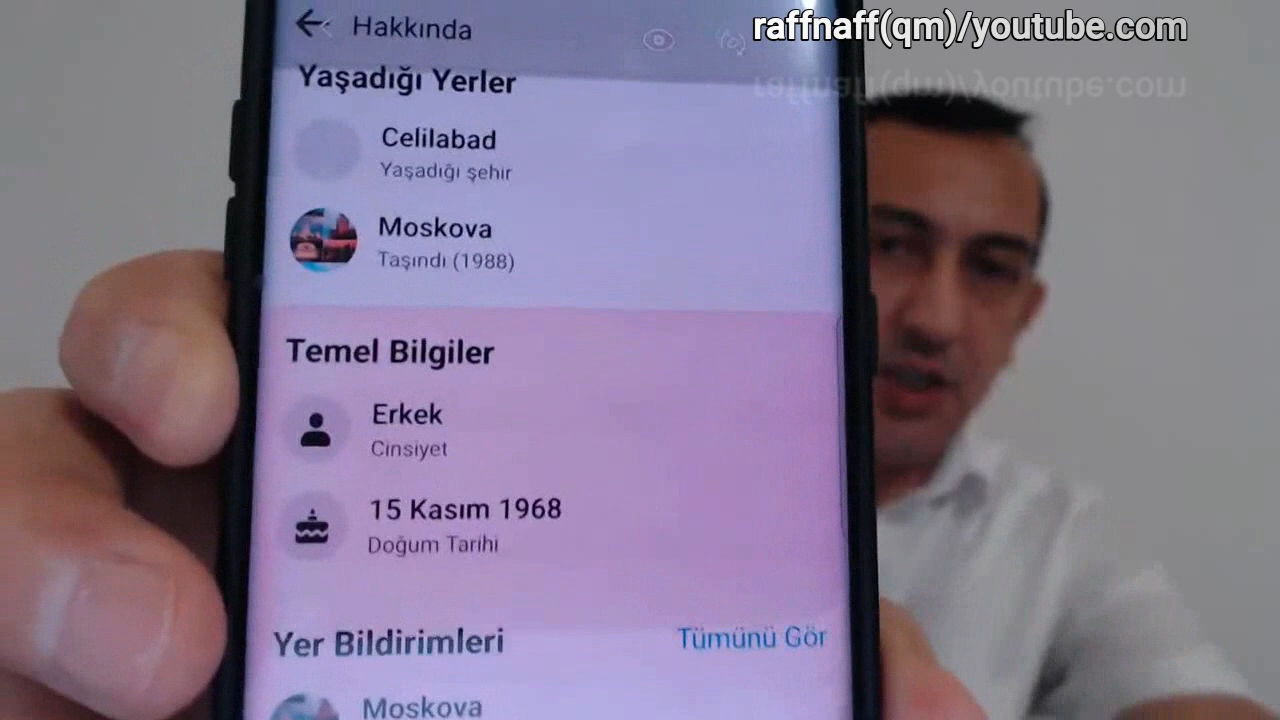 raffnaff(qm)/youtube.com
Hakkında
Yaşadığı Yerler
Celilabad
Yaşadığı şehir
Moskova
Taşındı (1988)
Temel Bilgiler
Erkek
Cinsiyet
15 Kasım 1968
Doğum Tarihi
Yer Bildirimleri
Tümünü Gör
Moskova